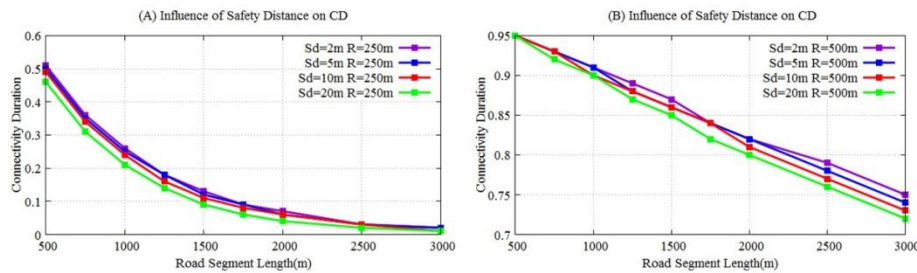 (A) Influence of Safety Distance on CD
0.6
0.5
0.4
0.3
0.2
0.1
0
Connectivity Duration
Sd=2m R=250m
Sd=5m R=250m
Sd=10m R=250m
Sd=20m R=250m
500 1000 1500 2000 2500 3000
Road Segment Length(m)
(B) Influence of Safety Distance on CD
0.95
0.9
0.85
0.8
0.75
0.7
Connectivity Duration
Sd=2m R=500m
Sd=5m R=500m
Sd=10m R=500m
Sd=20m R=500m
500 1000 1500 2000 2500 3000
Road Segment Length(m)